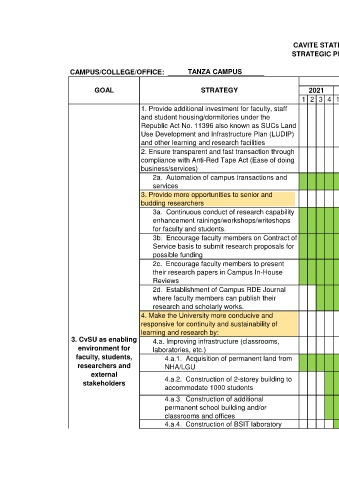 CAVITE STAT
STRATEGIC P
CAMPUS/COLLEGE/OFFICE: TANZA CAMPUS
GOAL STRATEGY 2021
1 2 3 4 1
1. Provide additional investment for faculty, staff
and student housing/dormitories under the
Republic Act No. 11396 also known as SUCs Land
Use Development and Infrastructure Plan (LUDIP)
and other learning and research facilities
2. Ensure transparent and fast transaction through
compliance with Anti-Red Tape Act (Ease of doing
business/services)
2a. Automation of campus transactions and
services
3. Provide more opportunities to senior and
budding researchers
3a. Continuous conduct of research capability
enhancement rainings/workshops/writeshops
for faculty and students.
3b. Encourage faculty members on Contract of
Service basis to submit research proposals for
possible funding
2c. Encourage faculty members to present
their research papers in Campus In-House
Reviews
2d. Establishment of Campus RDE Journal
where faculty members can publish their
research and scholarly works.
4. Make the University more conducive and
responsive for continuity and sustainability of
learning and research by:
3. CvSU as enabling
environment for
faculty, students,
researchers and
external
stakeholders
4.a. Improving infrastructure (classrooms,
laboratories, etc.)
4.a.1. Acquisition of permanent land from
NHA/LGU
4.a.2. Construction of 2-storey building to
accommodate 1000 students
4.a.3. Construction of additional
permanent school building and/or
classrooms and offices
4.a.4. Construction of BSIT laboratory